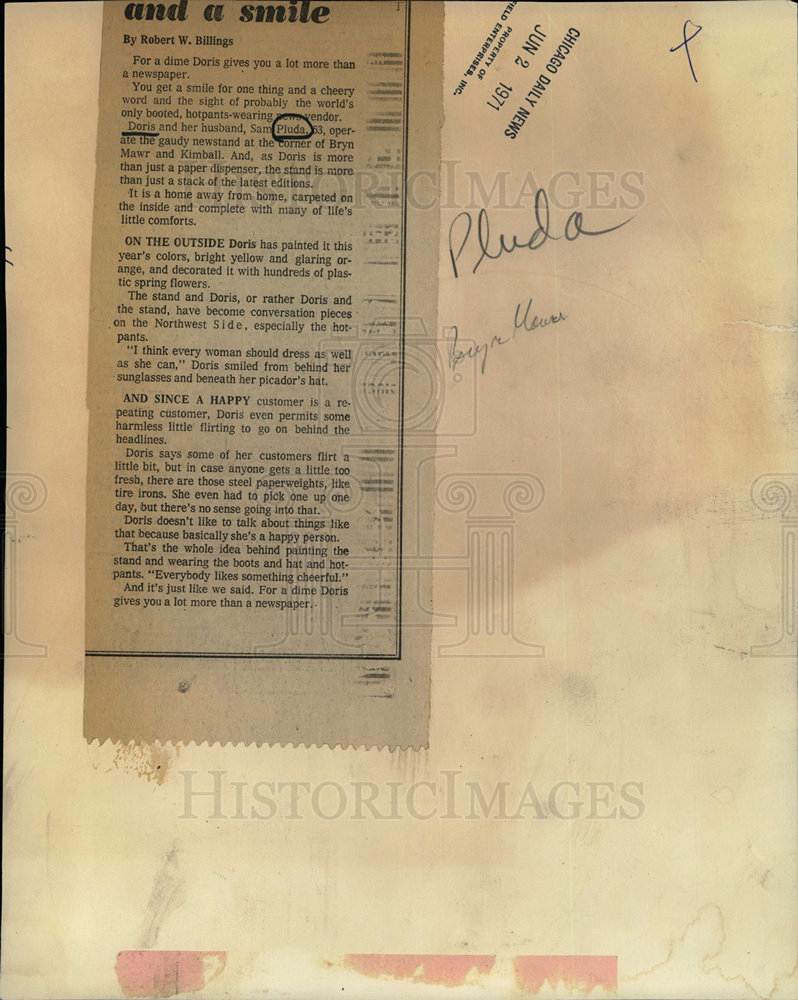 and a smile
By Robert W. Billings
For a dime Doris gives you a lot more than
a newspaper.
You get a smile for one thing and a cheery
word and the sight of probably the world's
only booted, hotpants-wearing news vendor.
Doris and her husband, Sam Pluda, 53, oper-
ate the gaudy newstand at the corner of Bryn
Mawr and Kimball. And, as Doris is more
than just a paper dispenser, the stand is more
than just a stack of the latest editions.
It is a home away from home, carpeted on
the inside and complete with many of life's
little comforts.
ON THE OUTSIDE Doris has painted it this
year's colors, bright yellow and glaring or-
ange, and decorated it with hundreds of plas-
tic spring flowers.
The stand and Doris, or rather Doris and
the stand, have become conversation pieces
on the Northwest Side, especially the hot-
pants.
"I think every woman should dress as well
as she can," Doris smiled from behind her
sunglasses and beneath her picador's hat.
AND SINCE A HAPPY customer is a re-
peating customer, Doris even permits some
harmless little flirting to go on behind the
headlines.
Doris says some of her customers flirt a
little bit, but in case anyone gets a little too
fresh, there are those steel paperweights, like
tire irons. She even had to pick one up one
day, but there's no sense going into that.
Doris doesn't like to talk about things like
that because basically she's a happy person.
That's the whole idea behind painting the
stand and wearing the boots and hat and hot-
pants. "Everybody likes something cheerful."
And it's just like we said. For a dime Doris
gives you a lot more than a newspaper.
CHICAGO DAILY NEWS
JUN 2 1971
PROPERTY OF
FIELD ENTERPRISES, INC.
Pluda
HISTORICIMAGES
HISTORICIMAGES